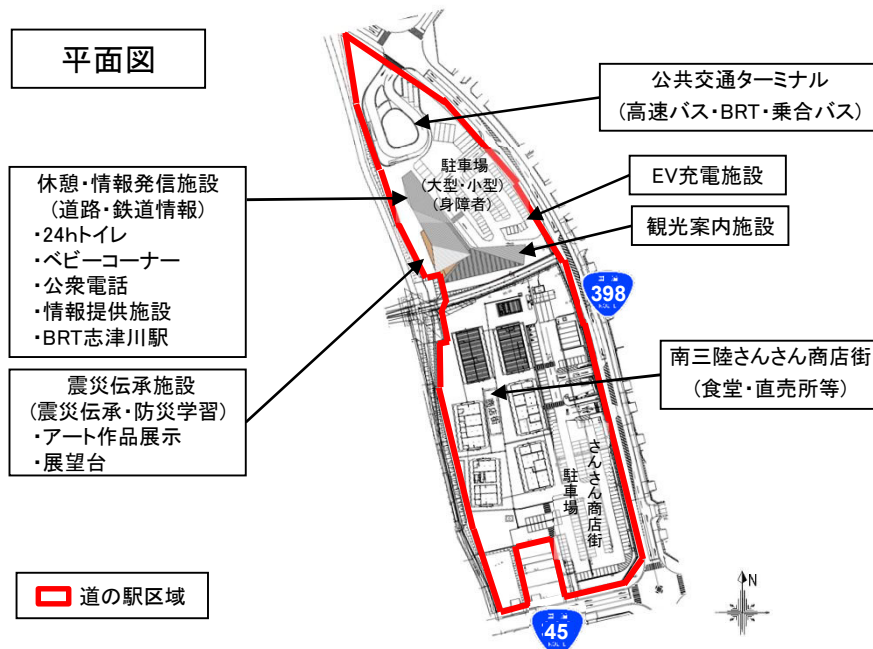 平面図
公共交通ターミナル
(高速バス・BRT・乗合バス)
休憩・情報発信施設
(道路・鉄道情報)
・24hトイレ
・ベビーコーナー
・公衆電話
・情報提供施設
・BRT志津川駅
駐車場
(大型・小型)
(身障者)
EV充電施設
観光案内施設
398
南三陸さんさん商店街
(食堂・直売所等)
震災伝承施設
(震災伝承・防災学習)
・アート作品展示
・展望台
さんさん商店街
駐車場
道の駅区域
N
45